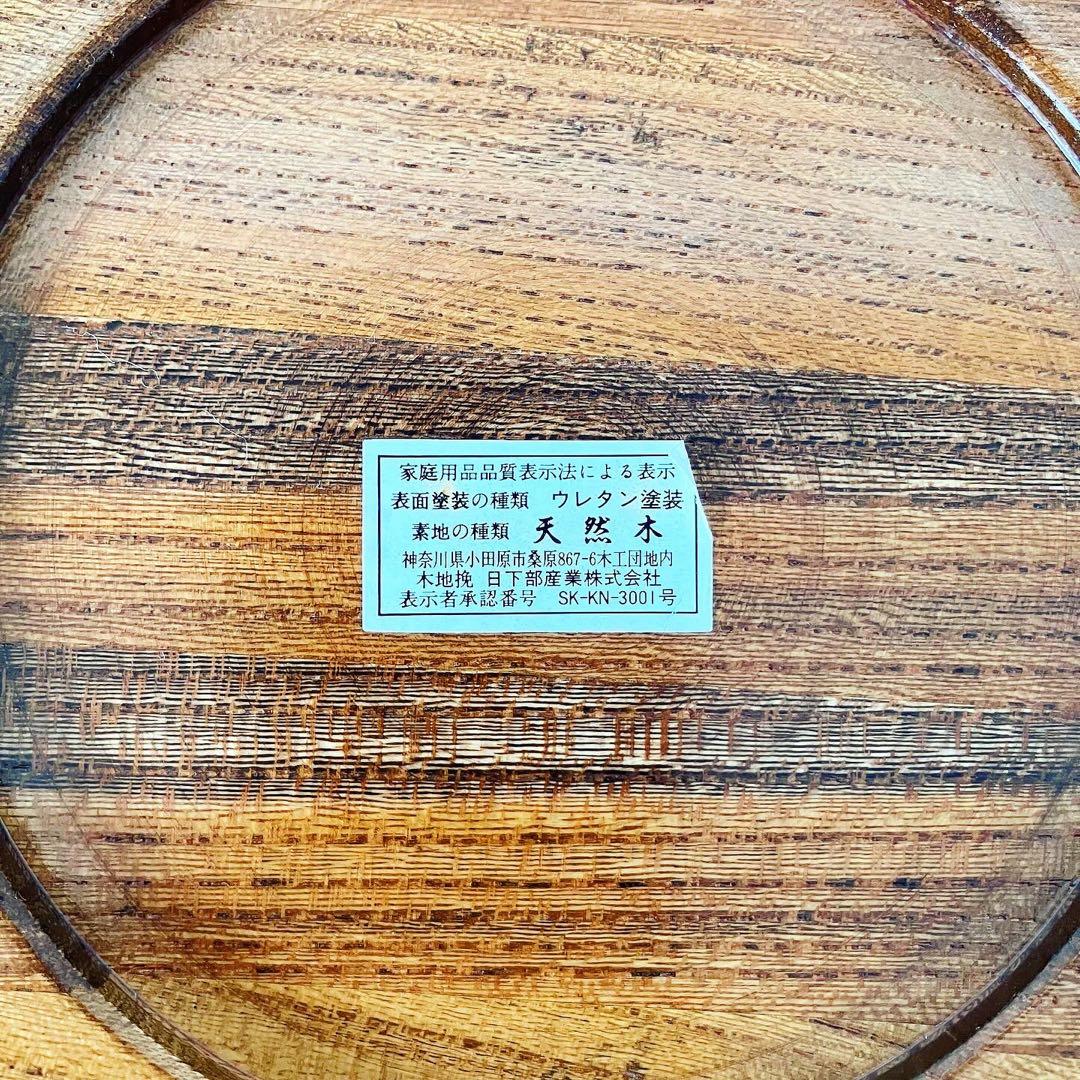 家庭用品品質表示法による表示
表面塗装の種類 ウレタン塗装
素地の種類 天然木
神奈川県小田原市桑原867-6木工団地内
木地挽 日下部産業株式会社
表示者承認番号 SK-KN-3001号